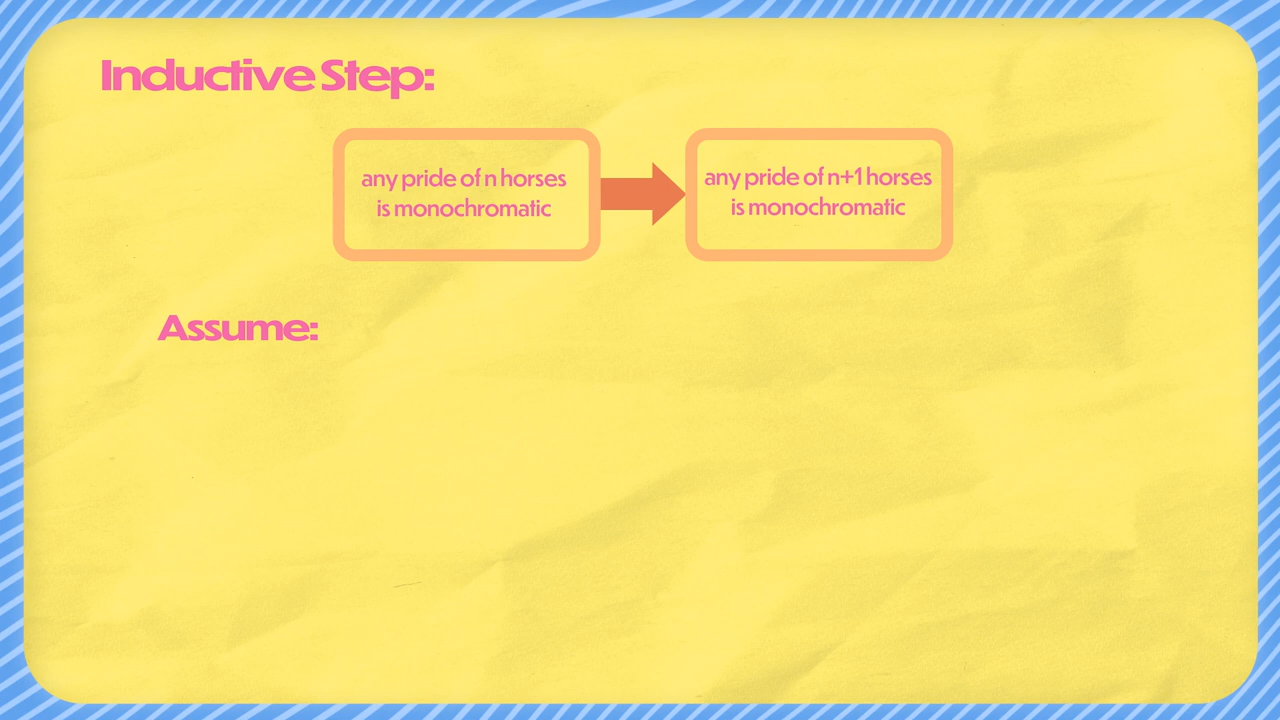 Inductive Step:
any pride of n horses
is monochromatic
any pride of n+1 horses
is monochromatic
Assume: